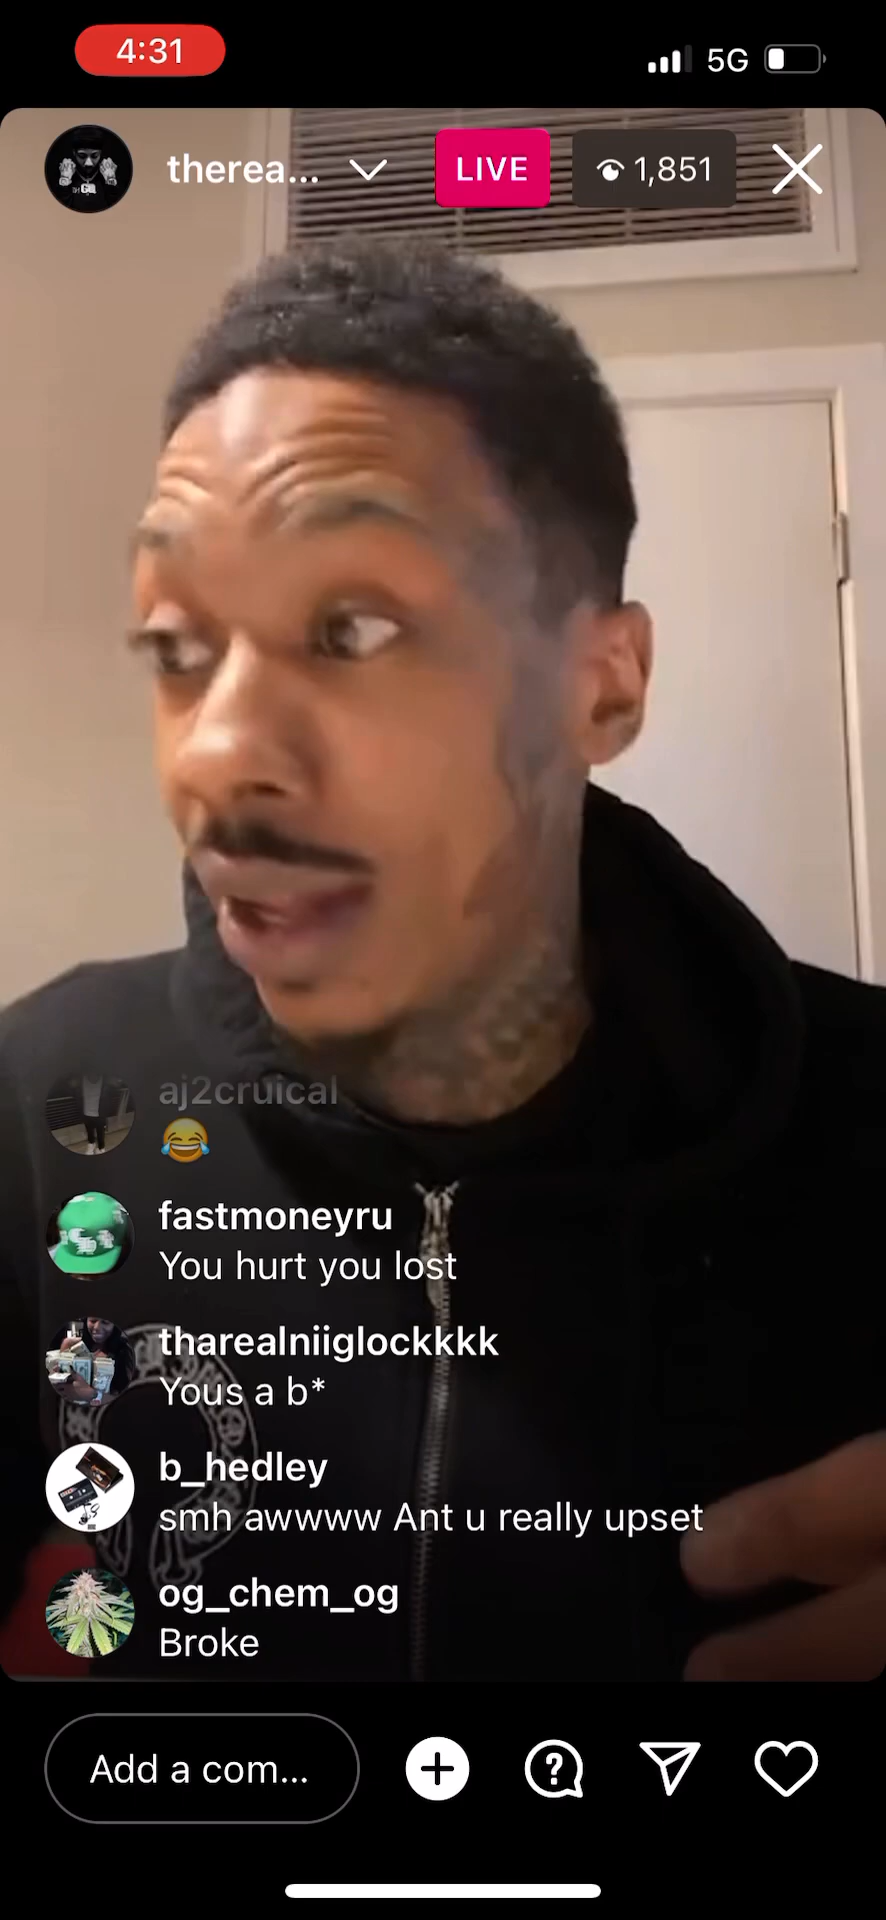 4:31
5G
therea...
LIVE
1,851
aj2cruical
😂
fastmoneyru
You hurt you lost
tharealniiglockkkk
Yous a b*
b_hedley
smh awwww Ant u really upset
og_chem_og
Broke
Add a com...